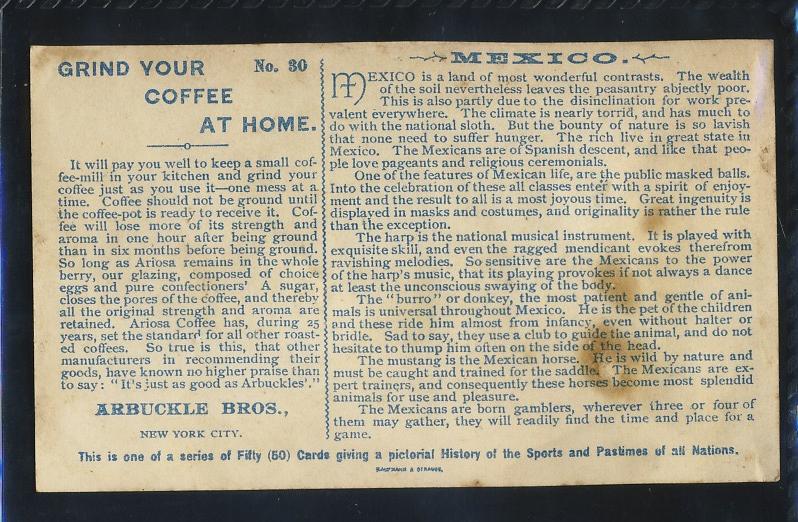 GRIND YOUR
COFFEE
AT HOME.
No. 30
It will pay you well to keep a small cof-
fee-mill in your kitchen and grind your
coffee just as you use it—one mess at a
time. Coffee should not be ground until
the coffee-pot is ready to receive it. Cof-
fee will lose more of its strength and
aroma in one hour after being ground
than in six months before being ground.
So long as Ariosa remains in the whole
berry, our glazing, composed of choice
eggs and pure confectioners' A sugar,
closes the pores of the coffee, and thereby
all the original strength and aroma are
retained. Ariosa Coffee has, during 25
years, set the standard for all other roast-
ed coffees. So true is this, that other
manufacturers in recommending their
goods, have known no higher praise than
to say: "It's just as good as Arbuckles'."
ARBUCKLE BROS.,
NEW YORK CITY.
MEXICO.
MEXICO is a land of most wonderful contrasts. The wealth
of the soil nevertheless leaves the peasantry abjectly poor.
This is also partly due to the disinclination for work pre-
valent everywhere. The climate is nearly torrid, and has much to
do with the national sloth. But the bounty of nature is so lavish
that none need to suffer hunger. The rich live in great state in
Mexico. The Mexicans are of Spanish descent, and like that peo-
ple love pageants and religious ceremonials.
One of the features of Mexican life, are the public masked balls.
Into the celebration of these all classes enter with a spirit of enjoy-
ment and the result to all is a most joyous time. Great ingenuity is
displayed in masks and costumes, and originality is rather the rule
than the exception.
The harp is the national musical instrument. It is played with
exquisite skill, and even the ragged mendicant evokes therefrom
ravishing melodies. So sensitive are the Mexicans to the power
of the harp's music, that its playing provokes if not always a dance
at least the unconscious swaying of the body.
The "burro" or donkey, the most patient and gentle of ani-
mals is universal throughout Mexico. He is the pet of the children
and these ride him almost from infancy, even without halter or
bridle. Sad to say, they use a club to guide the animal, and do not
hesitate to thump him often on the side of the head.
The mustang is the Mexican horse. He is wild by nature and
must be caught and trained for the saddle. The Mexicans are ex-
pert trainers, and consequently these horses become most splendid
animals for use and pleasure.
The Mexicans are born gamblers, wherever three or four of
them may gather, they will readily find the time and place for a
game.
This is one of a series of Fifty (50) Cards giving a pictorial History of the Sports and Pastimes of all Nations.